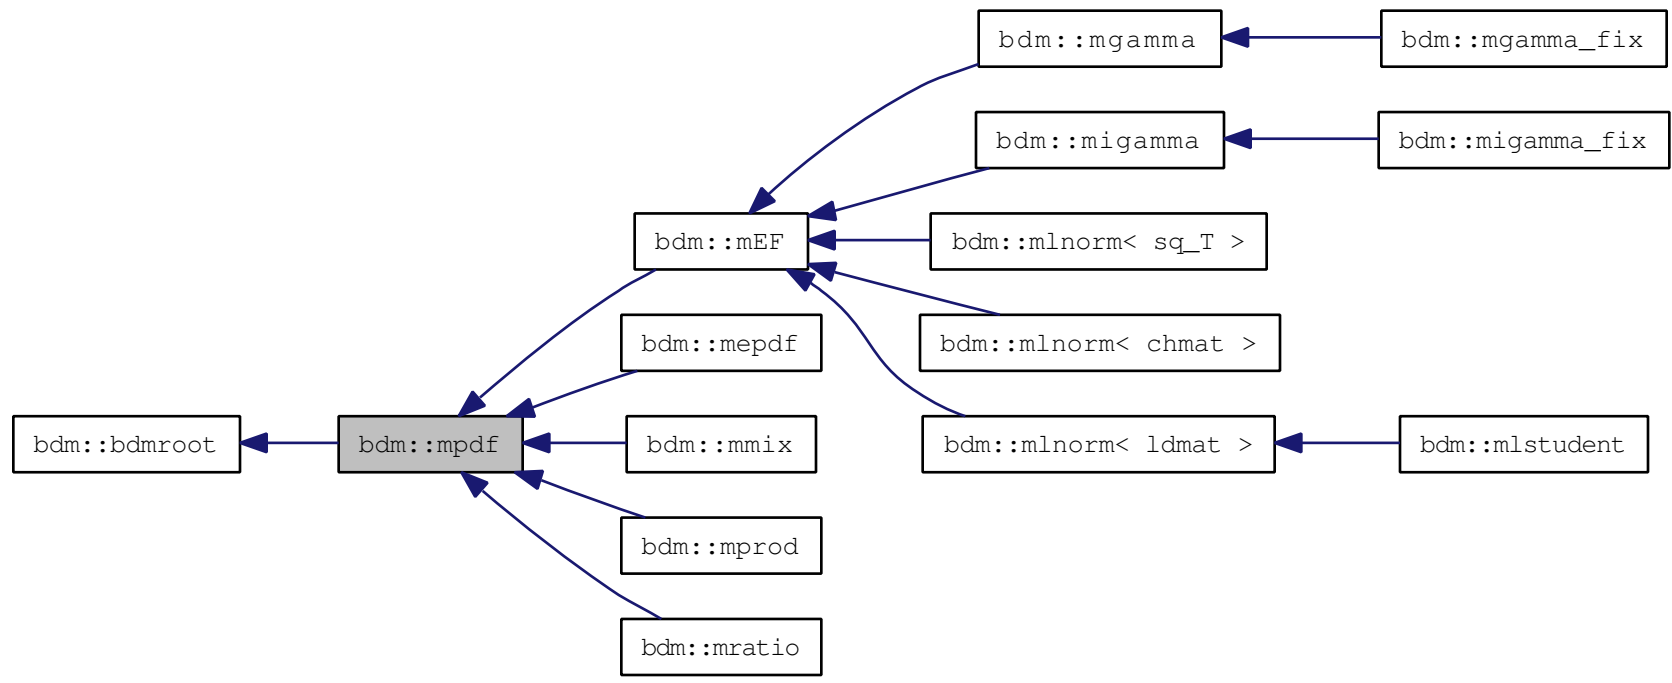 bdm::mgamma
bdm::mgamma_fix
bdm::migamma
bdm::migamma_fix
bdm::mEF
bdm::mlnorm< sq_T >
bdm::mepdf
bdm::mlnorm< chmat >
bdm::bdmroot
bdm::mpdf
bdm::mmix
bdm::mlnorm< ldmat >
bdm::mlstudent
bdm::mprod
bdm::mratio